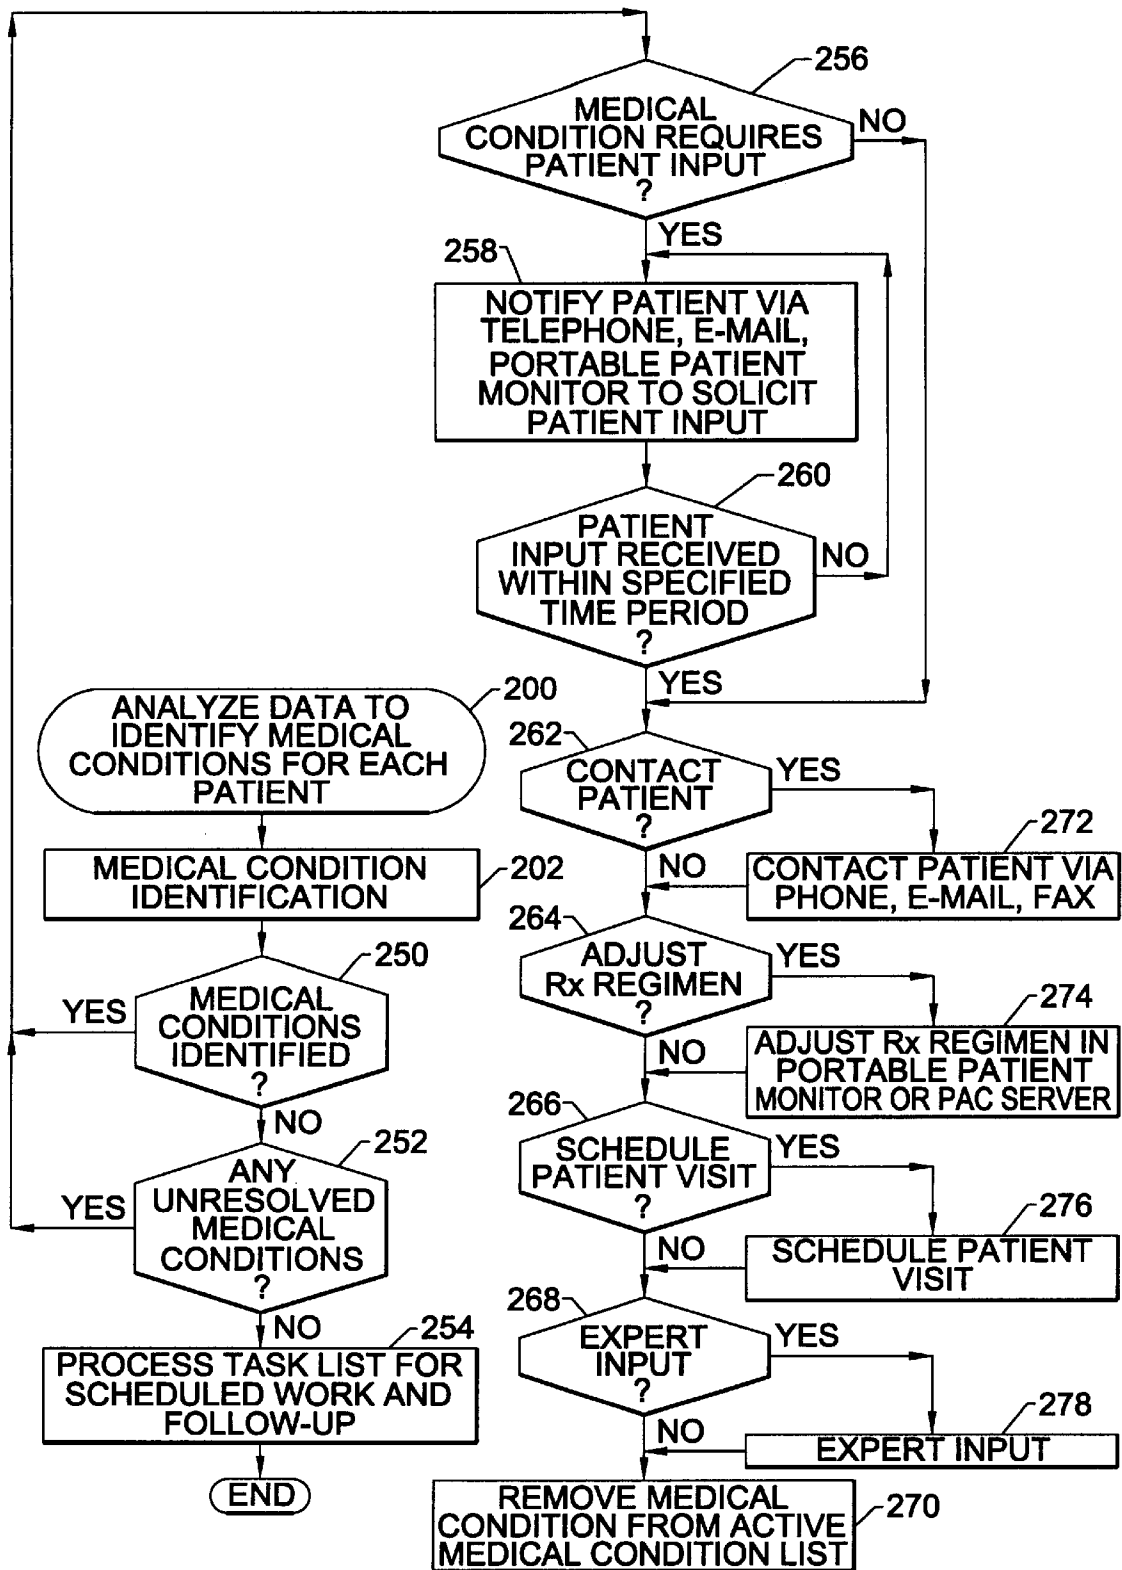 256
MEDICAL
CONDITION REQUIRES
PATIENT INPUT
?
NO
YES
258
NOTIFY PATIENT VIA
TELEPHONE, E-MAIL,
PORTABLE PATIENT
MONITOR TO SOLICIT
PATIENT INPUT
260
PATIENT
INPUT RECEIVED
WITHIN SPECIFIED
TIME PERIOD
?
NO
YES
200
ANALYZE DATA TO
IDENTIFY MEDICAL
CONDITIONS FOR EACH
PATIENT
202
MEDICAL CONDITION
IDENTIFICATION
250
MEDICAL
CONDITIONS
IDENTIFIED
?
YES
NO
252
ANY
UNRESOLVED
MEDICAL
CONDITIONS
?
YES
NO
254
PROCESS TASK LIST FOR
SCHEDULED WORK AND
FOLLOW-UP
END
262
CONTACT
PATIENT
?
YES
NO
272
CONTACT PATIENT VIA
PHONE, E-MAIL, FAX
264
ADJUST
Rx REGIMEN
?
YES
NO
274
ADJUST Rx REGIMEN IN
PORTABLE PATIENT
MONITOR OR PAC SERVER
266
SCHEDULE
PATIENT VISIT
?
YES
NO
276
SCHEDULE PATIENT
VISIT
268
EXPERT
INPUT
?
YES
NO
278
EXPERT INPUT
270
REMOVE MEDICAL
CONDITION FROM ACTIVE
MEDICAL CONDITION LIST